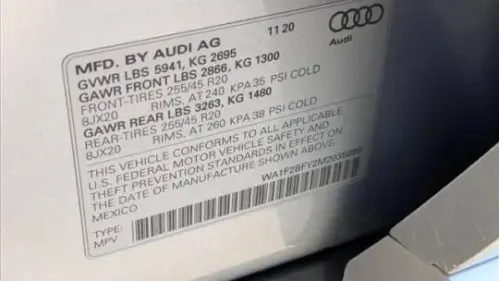 MFD. BY AUDI AG 11 20
Audi
GVWR LBS 5941, KG 2695
GAWR FRONT LBS 2866, KG 1300
FRONT-TIRES 255/45 R20
8JX20 RIMS, AT 240 KPA 35 PSI COLD
GAWR REAR LBS 3263, KG 1480
REAR-TIRES 255/45 R20
8JX20 RIMS, AT 260 KPA 38 PSI COLD
THIS VEHICLE CONFORMS TO ALL APPLICABLE
U.S. FEDERAL MOTOR VEHICLE SAFETY AND
THEFT PREVENTION STANDARDS IN EFFECT ON
THE DATE OF MANUFACTURE SHOWN ABOVE.
MEXICO
TYPE:
MPV